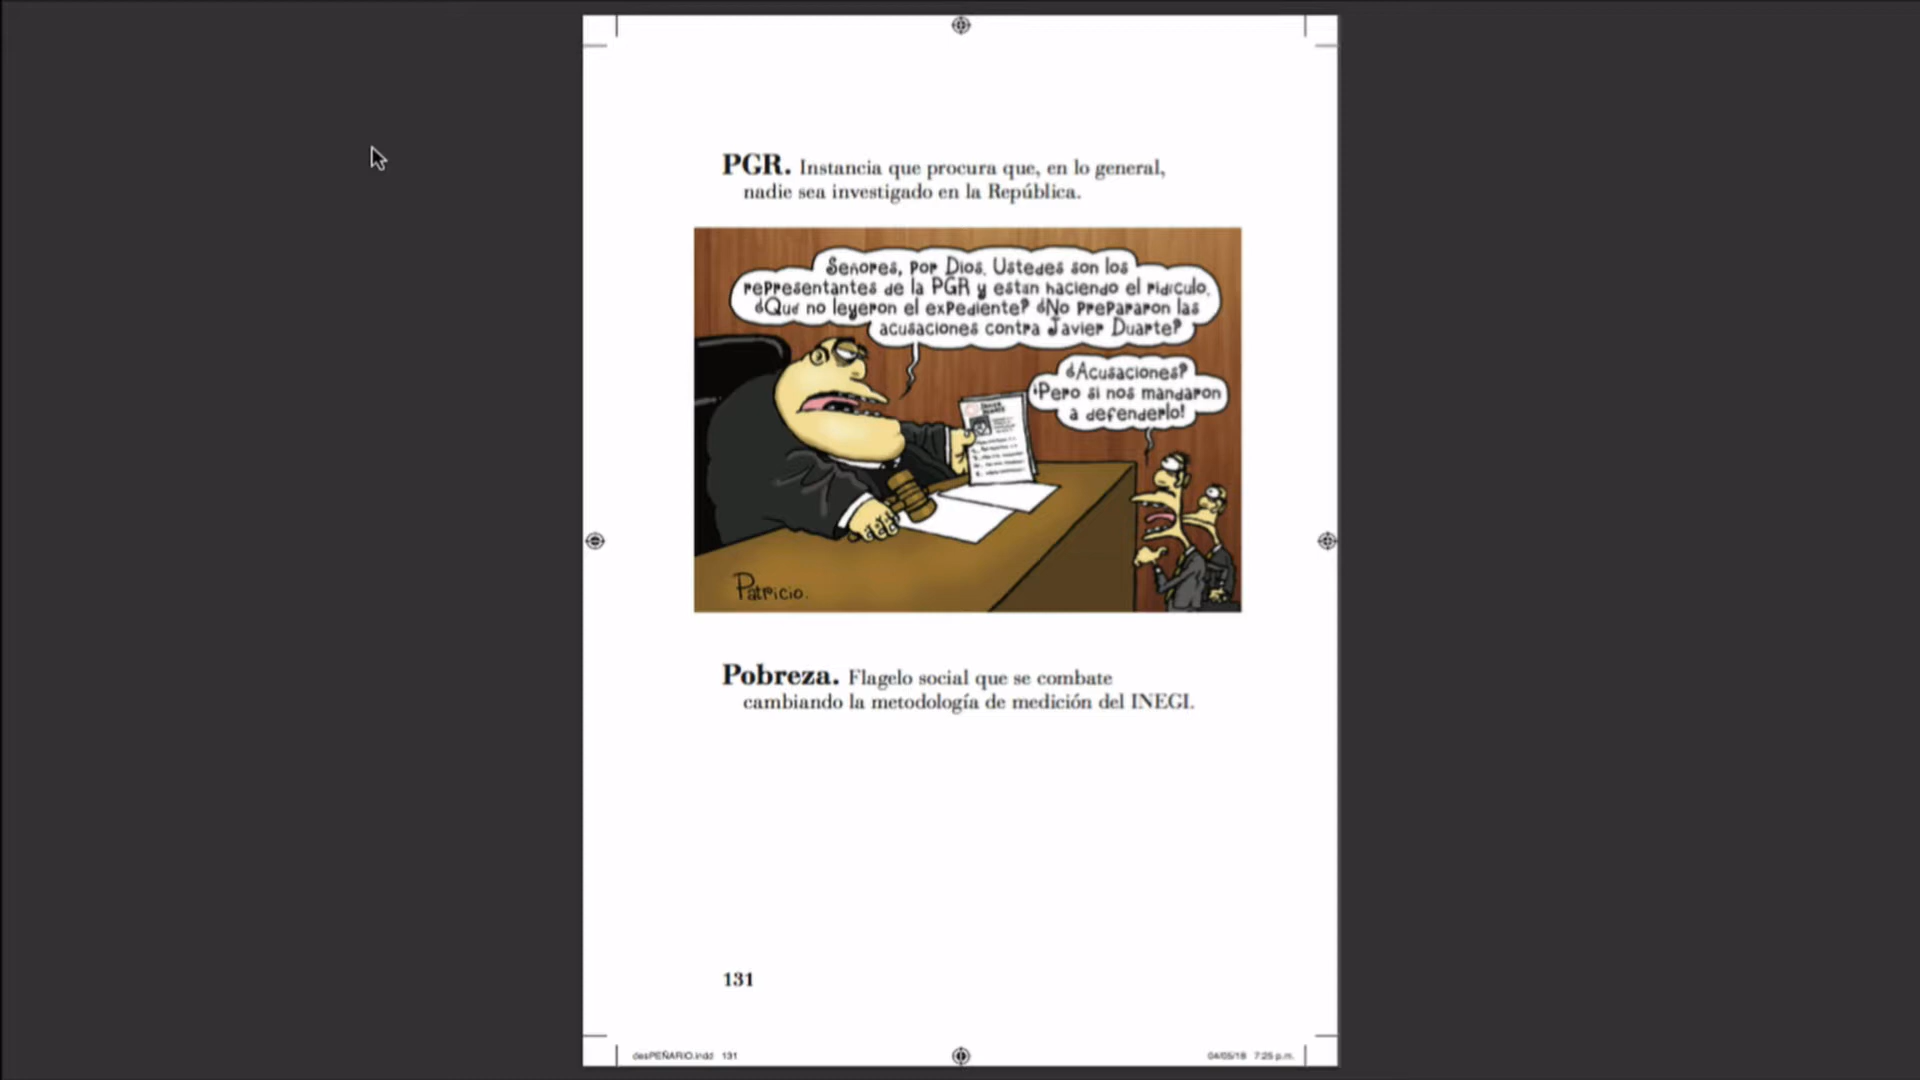 PGR. Instancia que procura que, en lo general,
nadie sea investigado en la República.
Señores, por Dios. Ustedes son los
representantes de la PGR y están haciendo el ridículo.
¿Qué no leyeron el expediente? ¿No prepararon las
acusaciones contra Javier Duarte?
¿Acusaciones?
¡Pero si nos mandaron
a defenderlo!
Patricio.
Pobreza. Flagelo social que se combate
cambiando la metodología de medición del INEGI.
131
desPEÑARIO.indd 131
04/05/18 7:25 p.m.